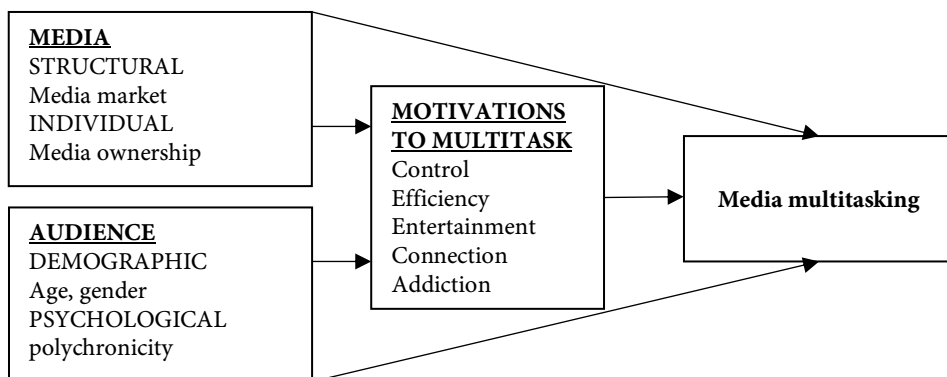 MEDIA
STRUCTURAL
Media market
INDIVIDUAL
Media ownership
AUDIENCE
DEMOGRAPHIC
Age, gender
PSYCHOLOGICAL
polychronicity
MOTIVATIONS
TO MULTITASK
Control
Efficiency
Entertainment
Connection
Addiction
Media multitasking